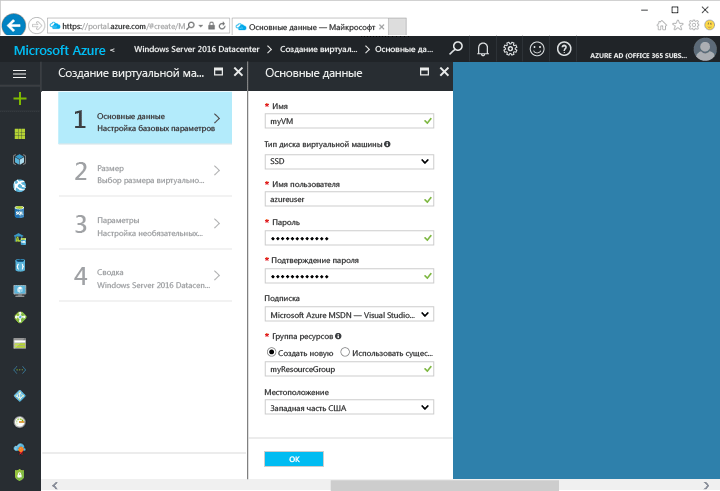 https://portal.azure.com/#create/M
Основные данные — Майкрософт
Microsoft Azure
Windows Server 2016 Datacenter > Создание виртуал... > Основные да...
AZURE AD (OFFICE 365 SUBS...
Создание виртуальной ма...
1
Основные данные
Настройка базовых параметров
2
Размер
Выбор размера виртуально...
3
Параметры
Настройка необязательных...
4
Сводка
Windows Server 2016 Datacen...
Основные данные
* Имя
myVM
Тип диска виртуальной машины
SSD
* Имя пользователя
azureuser
* Пароль
* Подтверждение пароля
Подписка
Microsoft Azure MSDN — Visual Studio...
* Группа ресурсов
Создать новую Использовать сущес...
myResourceGroup
Местоположение
Западная часть США
ОК